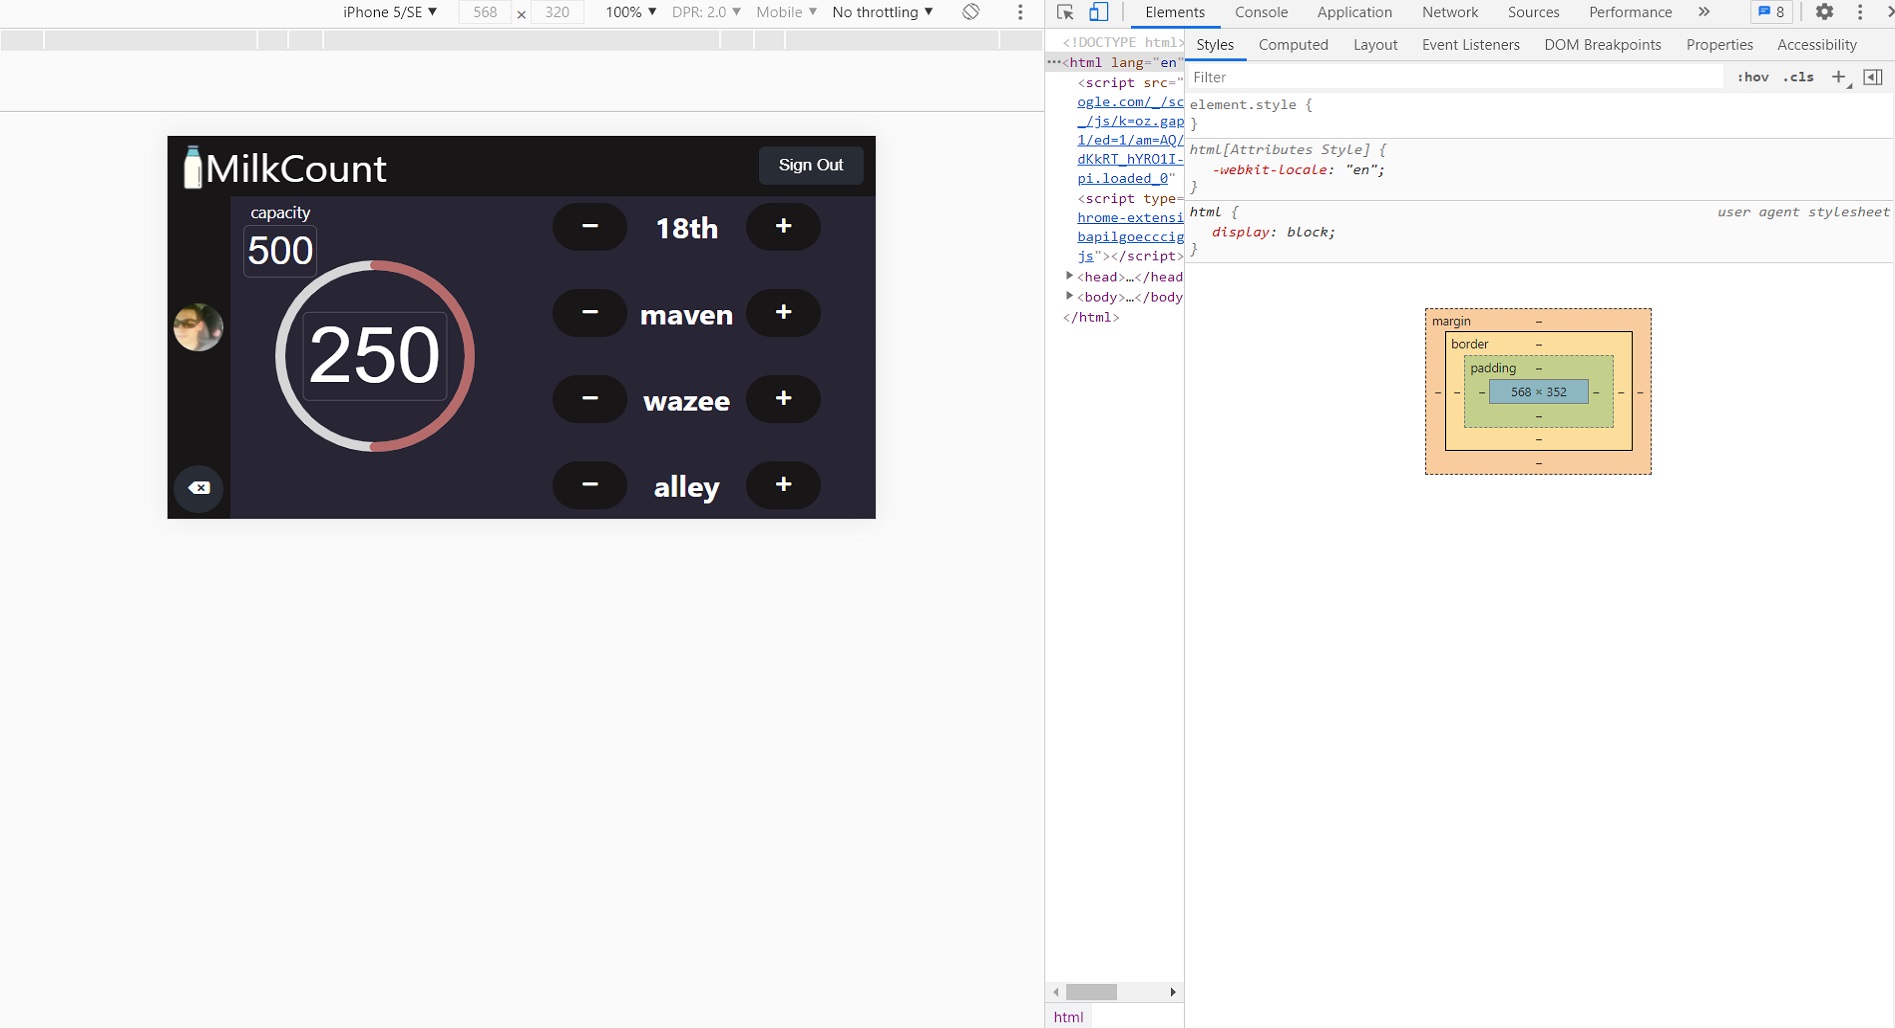 iPhone 5/SE ▼ 568 × 320 100% ▼ DPR: 2.0 ▼ Mobile ▼ No throttling ▼
MilkCount
Sign Out
capacity
500
250
− 18th +
− maven +
− wazee +
− alley +
Elements Console Application Network Sources Performance » 8
<!DOCTYPE html>
···<html lang="en"
<script src="
ogle.com/_/sc
_/js/k=oz.gap
1/ed=1/am=AQ/
dKkRT_hYRO1I-
pi.loaded_0"
<script type=
hrome-extensi
bapilgoecccig
js"></script>
▶<head>…</head
▶<body>…</body
</html>
html
Styles Computed Layout Event Listeners DOM Breakpoints Properties Accessibility
Filter :hov .cls +
element.style {
}
html[Attributes Style] {
-webkit-locale: "en";
}
html { user agent stylesheet
display: block;
}
margin −
border −
padding −
− − − 568 × 352 − − −
−
−
−